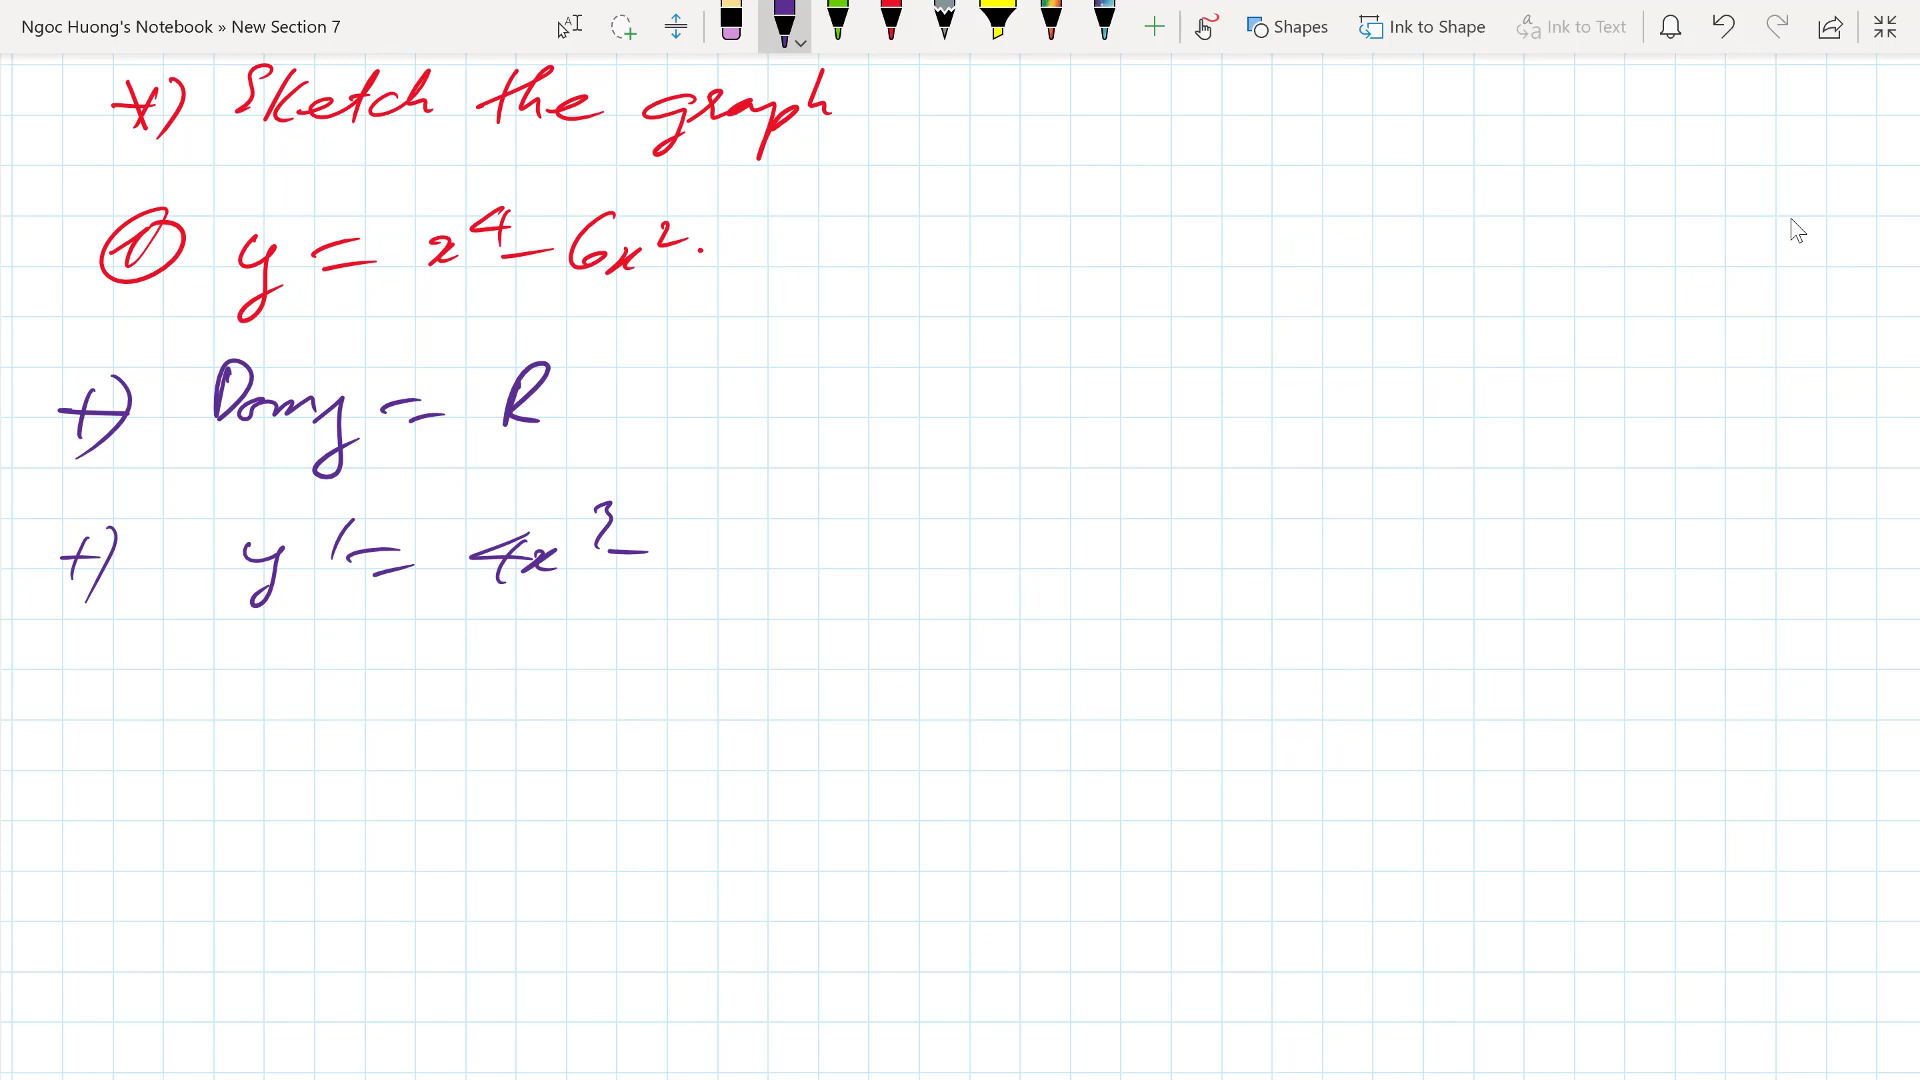 Ngoc Huong's Notebook » New Section 7
Shapes
Ink to Shape
Ink to Text
*) Sketch the graph
① y = x⁴ - 6x².
+) Dom y = R
+) y' = 4x³ -